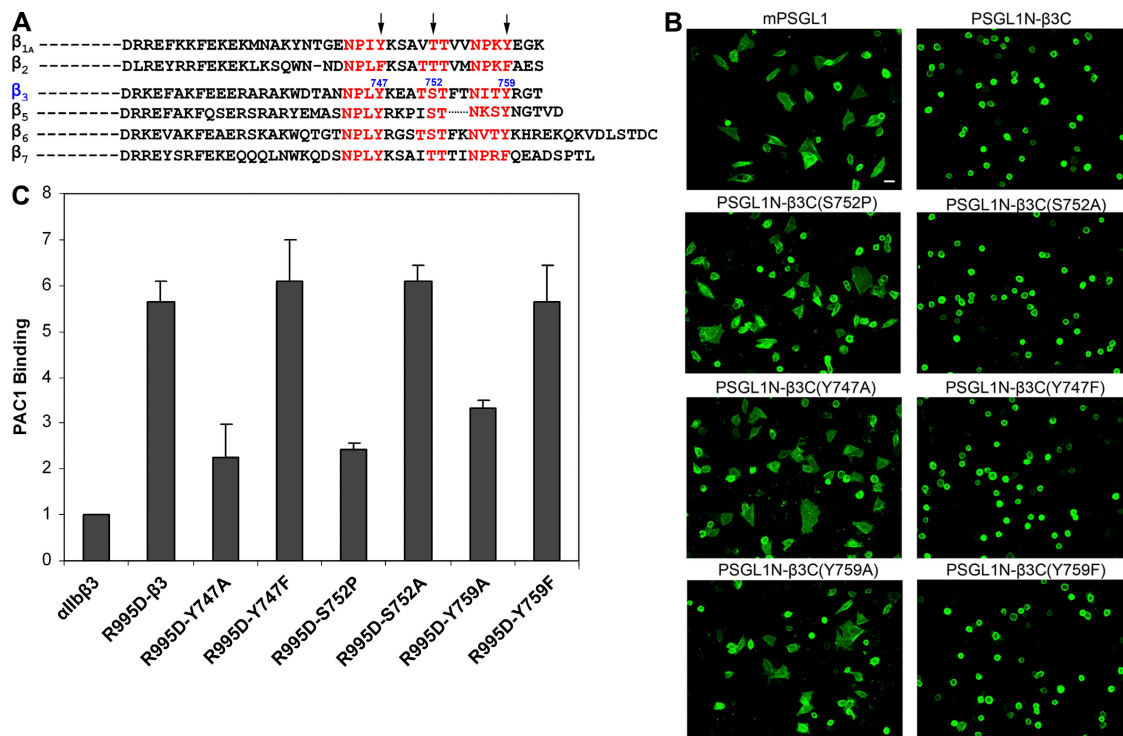 A
β1A --------DRREFKKFEKEKMNAKYNTGENPIYKSAVTTVVNPKYEGK
β2 --------DLREYRRFEKEKLKSQWNN-NDNPLFKSATTTVMNPKFAES
747 752 759
β3 --------DRKEFAKFEEERARAKWDTANNPLYKEATSTFTNITYRGT
β5 --------DRREFAKFQSERSRARYEMASNPLYRKPIST······NKSYNGTVD
β6 --------DRKEVAKFEAERSKAKWQTGTNPLYRGSTSTFKNVTYKHREKQKVDLSTDC
β7 --------DRREYSRFEKEQQQLNWKQDSNPLYKSAITTTINPRFQEADSPTL
B
mPSGL1 PSGL1N-β3C
PSGL1N-β3C(S752P) PSGL1N-β3C(S752A)
PSGL1N-β3C(Y747A) PSGL1N-β3C(Y747F)
PSGL1N-β3C(Y759A) PSGL1N-β3C(Y759F)
C
PAC1 Binding
8
7
6
5
4
3
2
1
0
αIIbβ3
R995D-β3
R995D-Y747A
R995D-Y747F
R995D-S752P
R995D-S752A
R995D-Y759A
R995D-Y759F